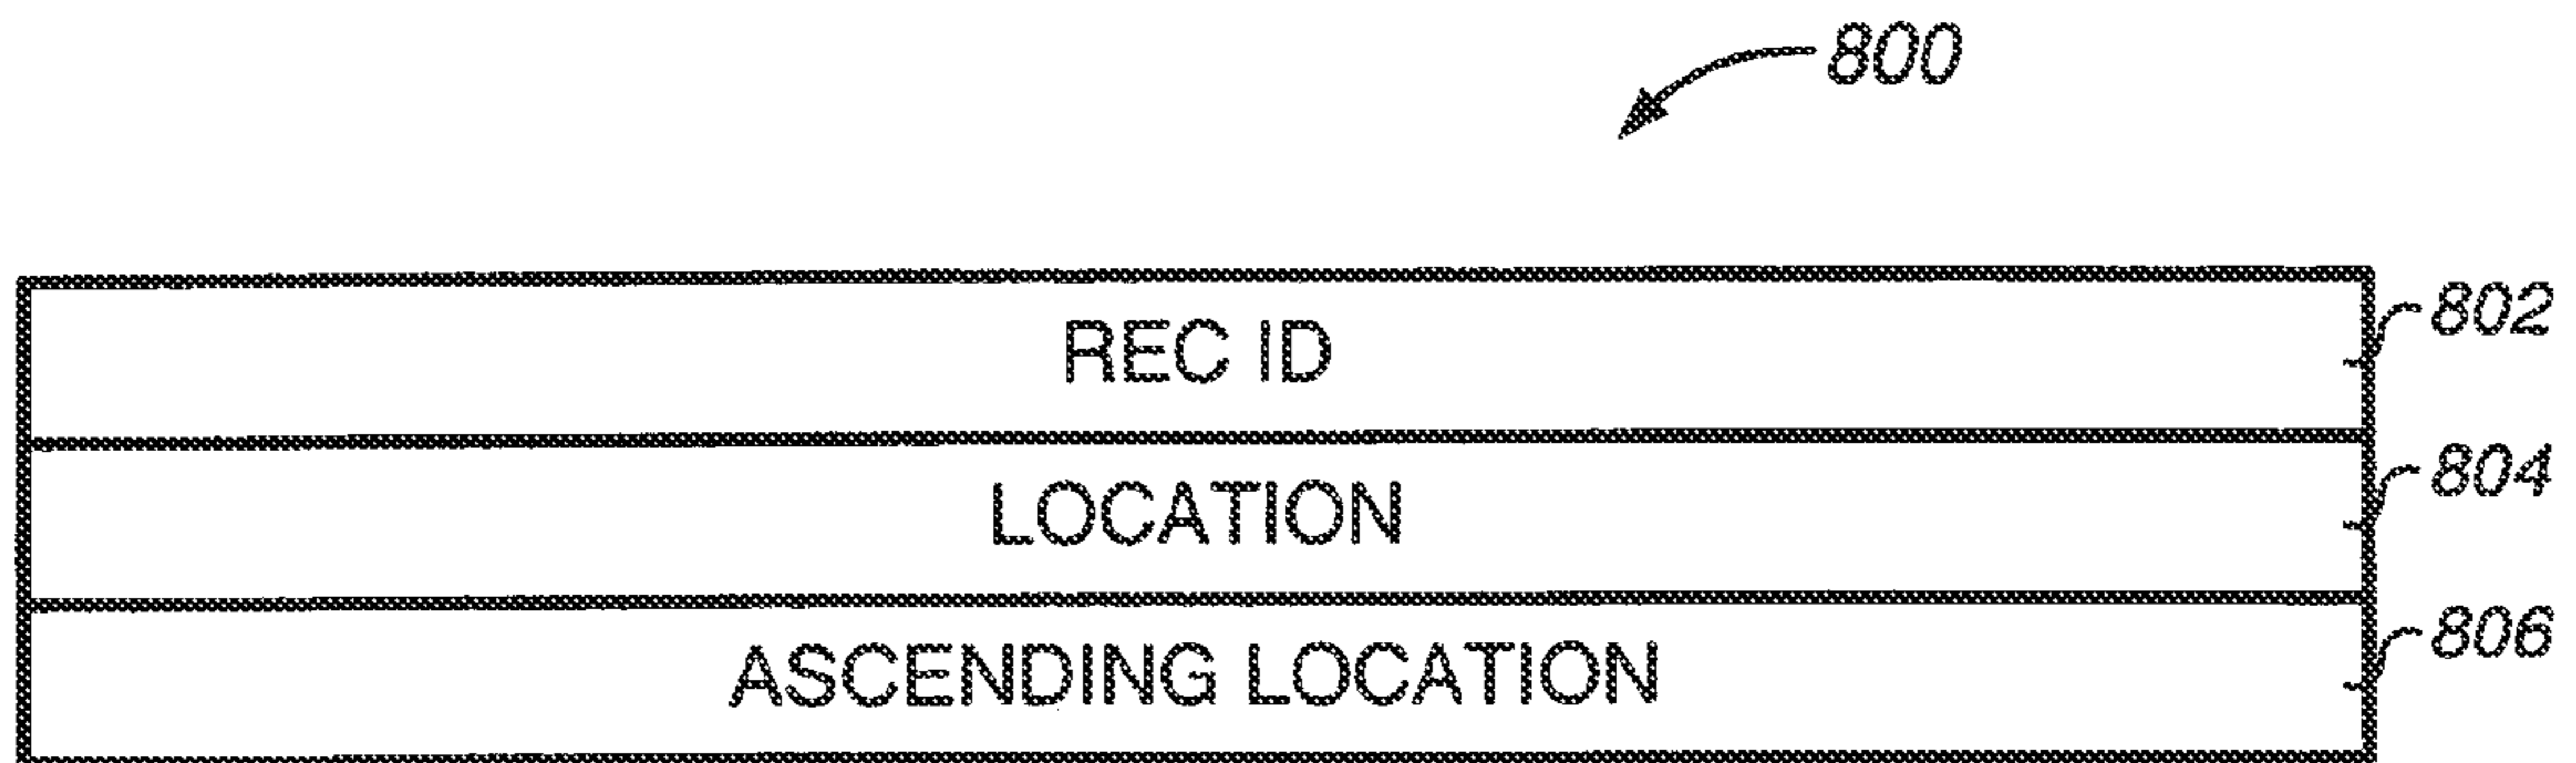 800
REC ID
802
LOCATION
804
ASCENDING LOCATION
806